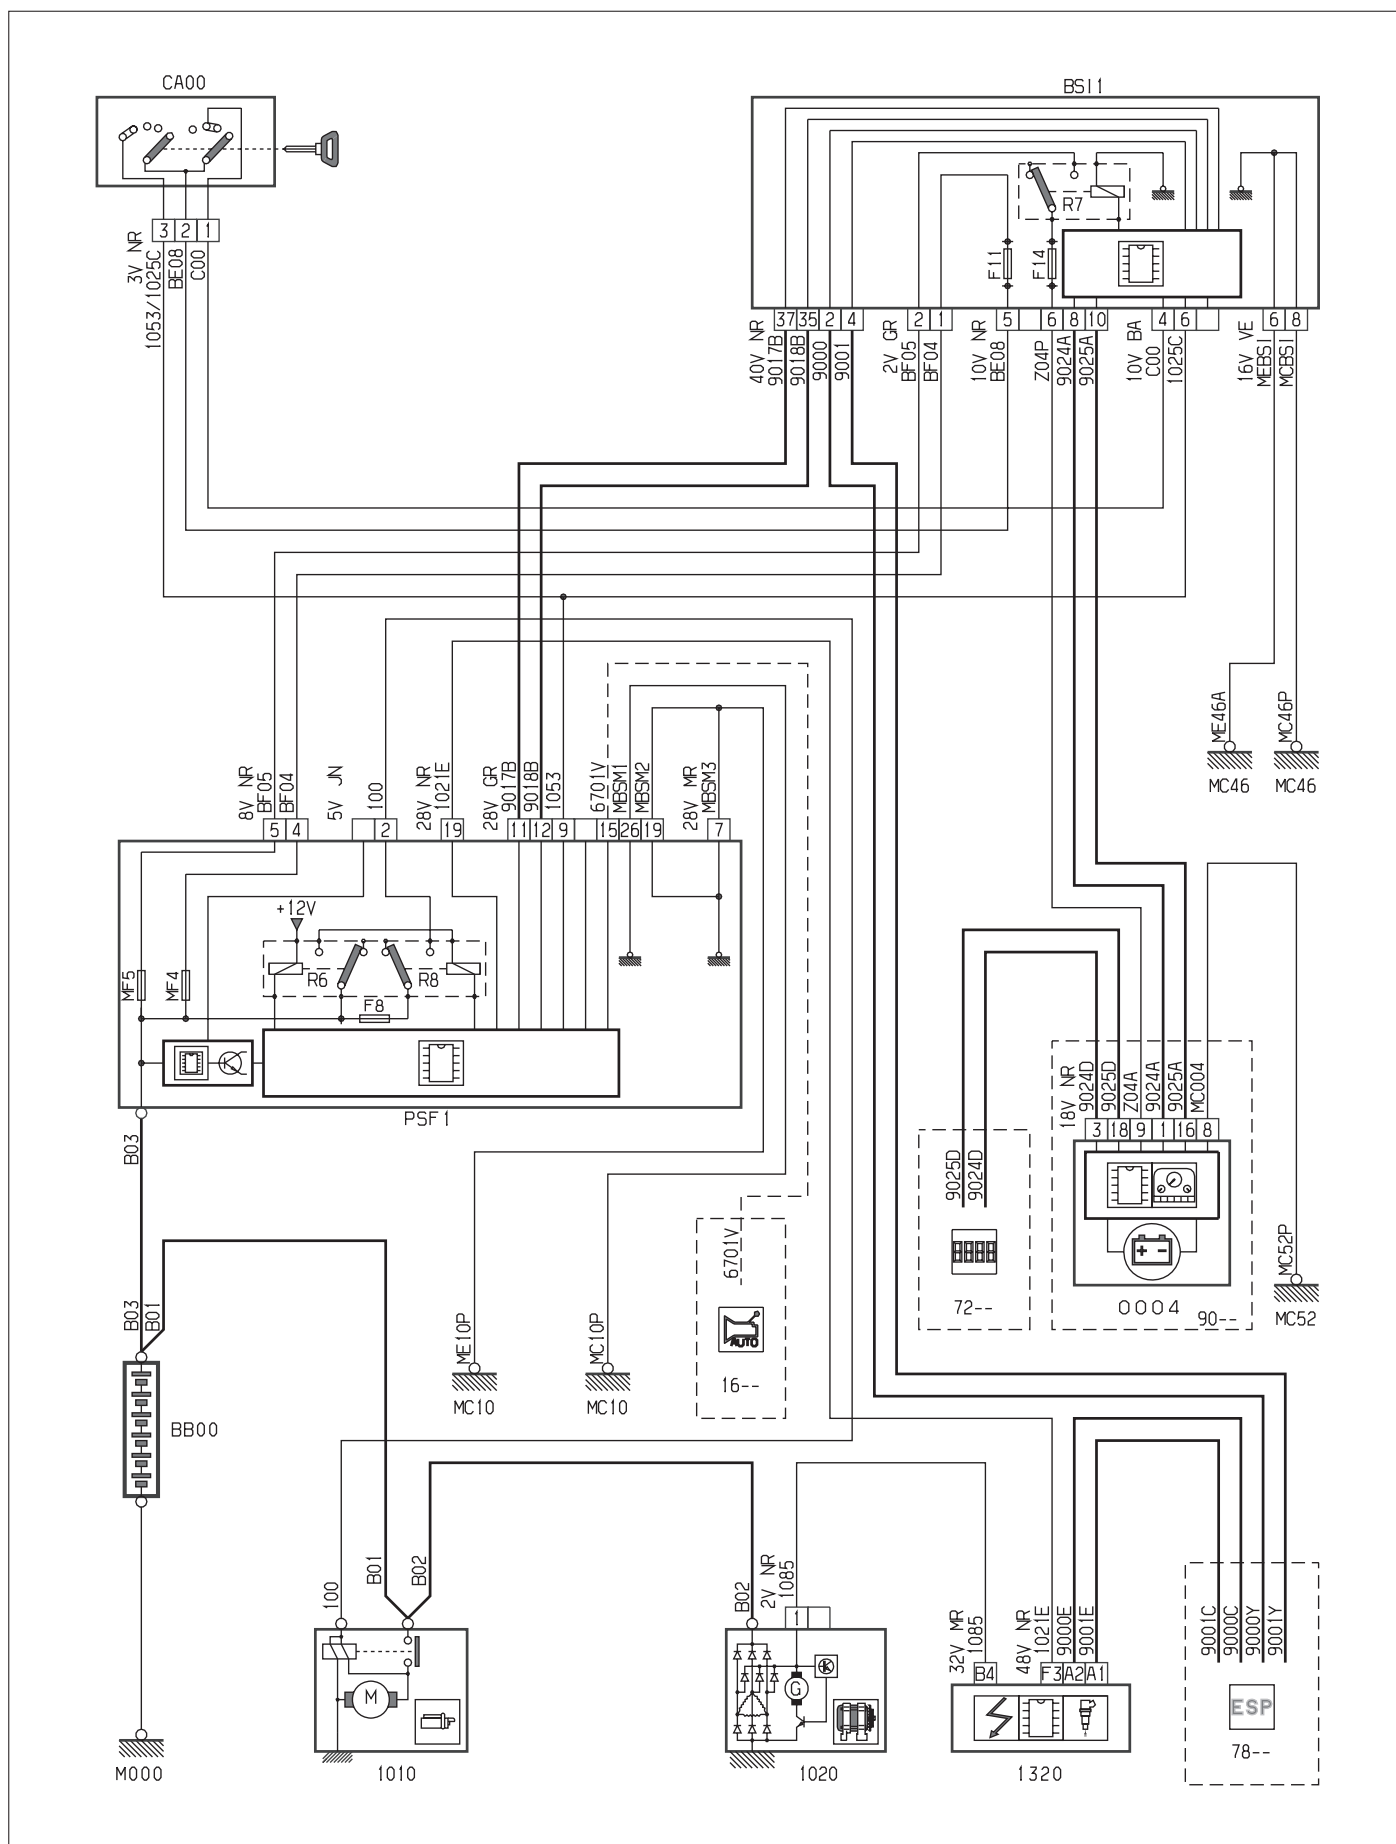 CA00
BSI1
R7
F11
F14
3 2 1
3V NR
1053/1025C
BE08
C00
37 35 2 4
40V NR
9017B
9018B
9000
9001
2 1
2V GR
BF05
BF04
5 6 8 10
10V NR
BE08
Z04P
9024A
9025A
4 6
10V BA
C00
1025C
6 8
16V VE
MEBSI
MCBSI
ME46A
MC46P
MC46
MC46
8V NR
BF05
BF04
5V JN
100
28V NR
1021E
28V GR
9017B
9018B
1053
6701V
MBSM1
MBSM2
28V MR
MBSM3
5 4 2 19 11 12 9 15 26 19 7
+12V
R6
R8
F8
MF5
MF4
PSF1
B03
18V NR
9024D
9025D
Z04A
9024A
9025A
MC004
3 18 9 1 16 8
+ −
0004
90--
9025D
9024D
72--
MC52P
MC52
B03
B01
BB00
M000
ME10P
MC10
MC10P
MC10
6701V
AUTO
16--
100
B01
B02
M
1010
B02
2V NR
1085
1
G
1020
32V MR
1085
48V NR
1021E
9000E
9001E
B4 F3 A2 A1
1320
9001C
9000C
9000Y
9001Y
ESP
78--